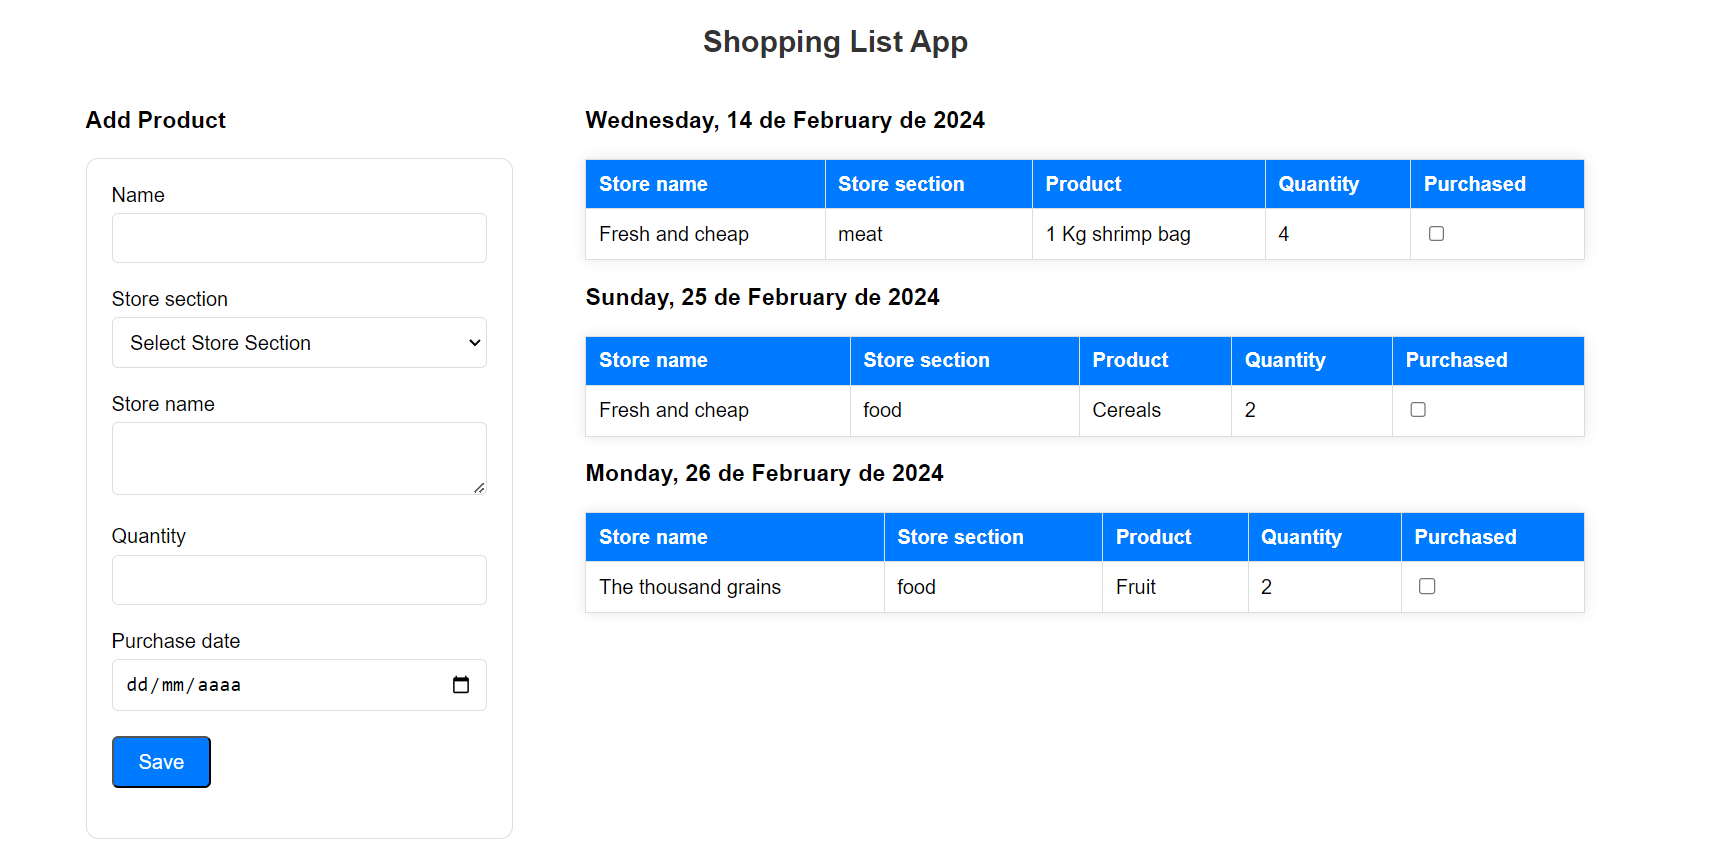 Shopping List App
Add Product
Name
Store section
Select Store Section
Store name
Quantity
Purchase date
dd/mm/aaaa
Save
Wednesday, 14 de February de 2024
Store name Store section Product Quantity Purchased
Fresh and cheap meat 1 Kg shrimp bag 4
Sunday, 25 de February de 2024
Store name Store section Product Quantity Purchased
Fresh and cheap food Cereals 2
Monday, 26 de February de 2024
Store name Store section Product Quantity Purchased
The thousand grains food Fruit 2